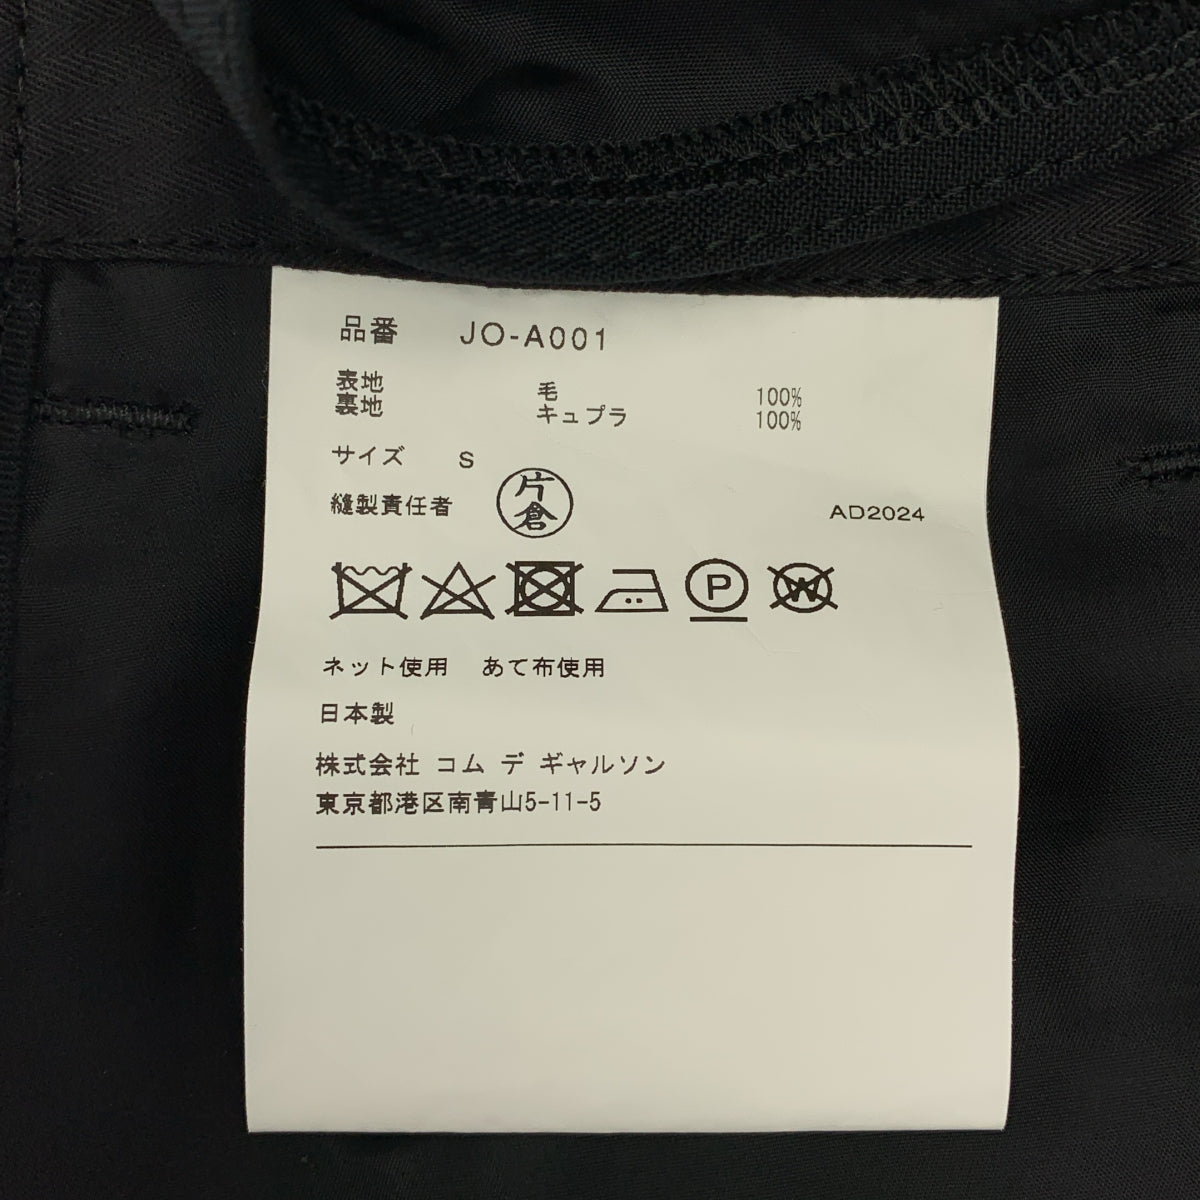 品番 JO-A001
表地 毛 100%
裏地 キュプラ 100%
サイズ S
縫製責任者 片倉 AD2024
P W
ネット使用 あて布使用
日本製
株式会社 コム デ ギャルソン
東京都港区南青山5-11-5